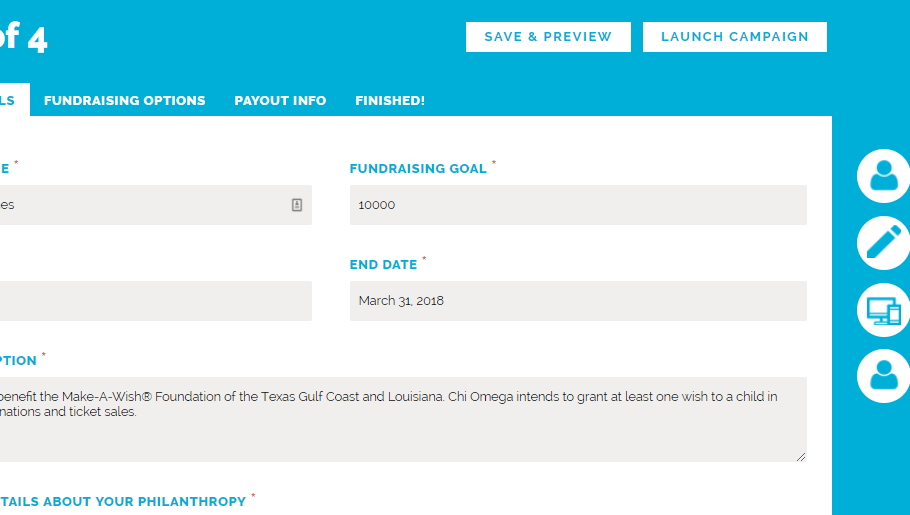 of 4
SAVE & PREVIEW
LAUNCH CAMPAIGN
LS
FUNDRAISING OPTIONS
PAYOUT INFO
FINISHED!
E *
FUNDRAISING GOAL *
es
10000
END DATE *
March 31, 2018
PTION *
benefit the Make-A-Wish® Foundation of the Texas Gulf Coast and Louisiana. Chi Omega intends to grant at least one wish to a child in
nations and ticket sales.
TAILS ABOUT YOUR PHILANTHROPY *